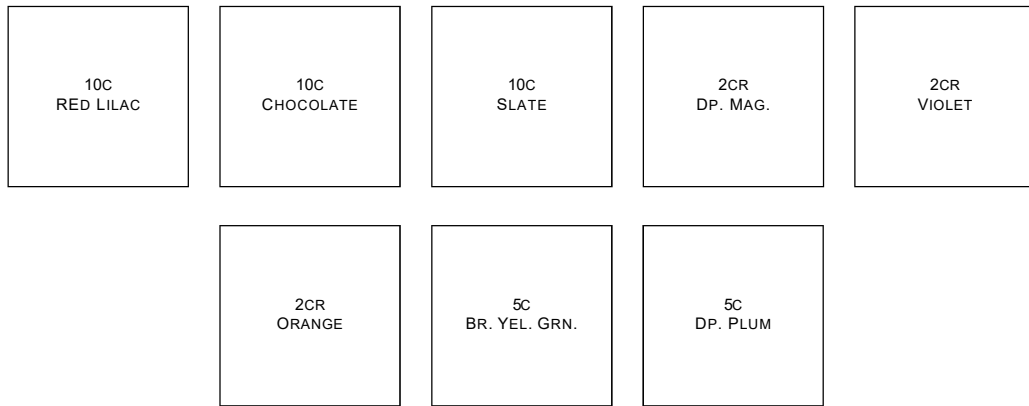 10C
RED LILAC
10C
CHOCOLATE
10C
SLATE
2CR
DP. MAG.
2CR
VIOLET
2CR
ORANGE
5C
BR. YEL. GRN.
5C
DP. PLUM